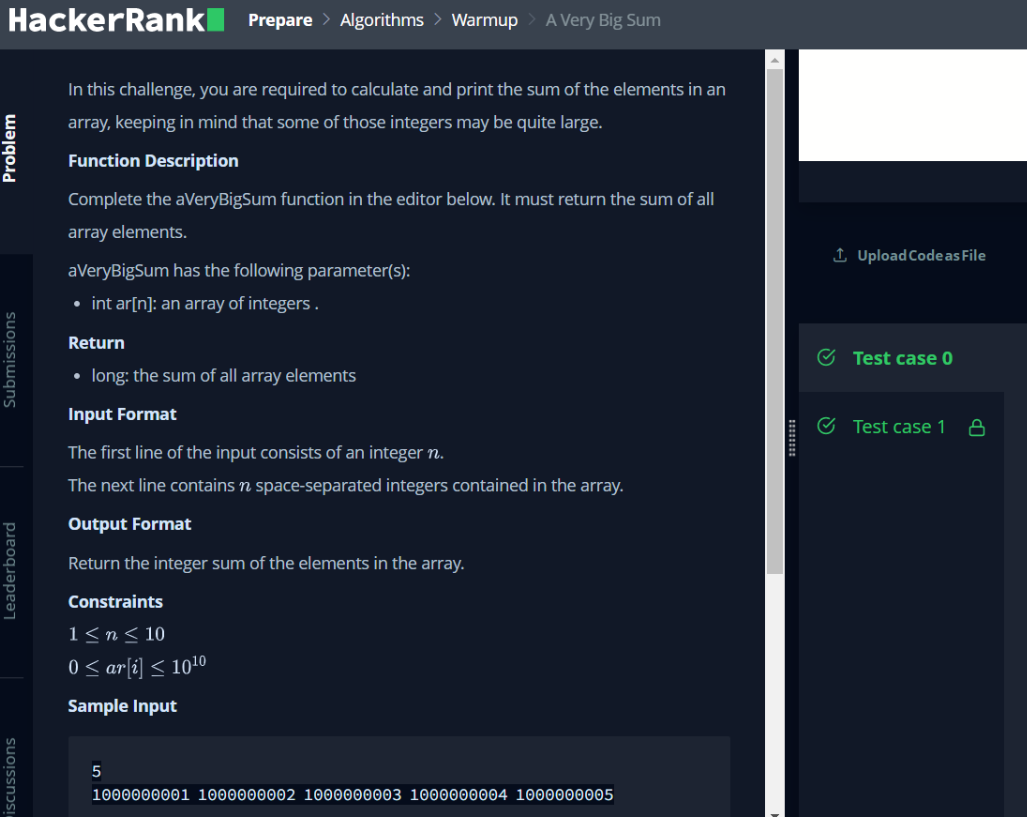 HackerRank
Prepare > Algorithms > Warmup > A Very Big Sum
Problem
Submissions
Leaderboard
In this challenge, you are required to calculate and print the sum of the elements in an
array, keeping in mind that some of those integers may be quite large.
Function Description
Complete the aVeryBigSum function in the editor below. It must return the sum of all
array elements.
aVeryBigSum has the following parameter(s):
• int ar[n]: an array of integers .
Return
• long: the sum of all array elements
Input Format
The first line of the input consists of an integer n.
The next line contains n space-separated integers contained in the array.
Output Format
Return the integer sum of the elements in the array.
Constraints
1 ≤ n ≤ 10
0 ≤ ar[i] ≤ 10¹⁰
Sample Input
5
1000000001 1000000002 1000000003 1000000004 1000000005
Upload Code as File
Test case 0
Test case 1